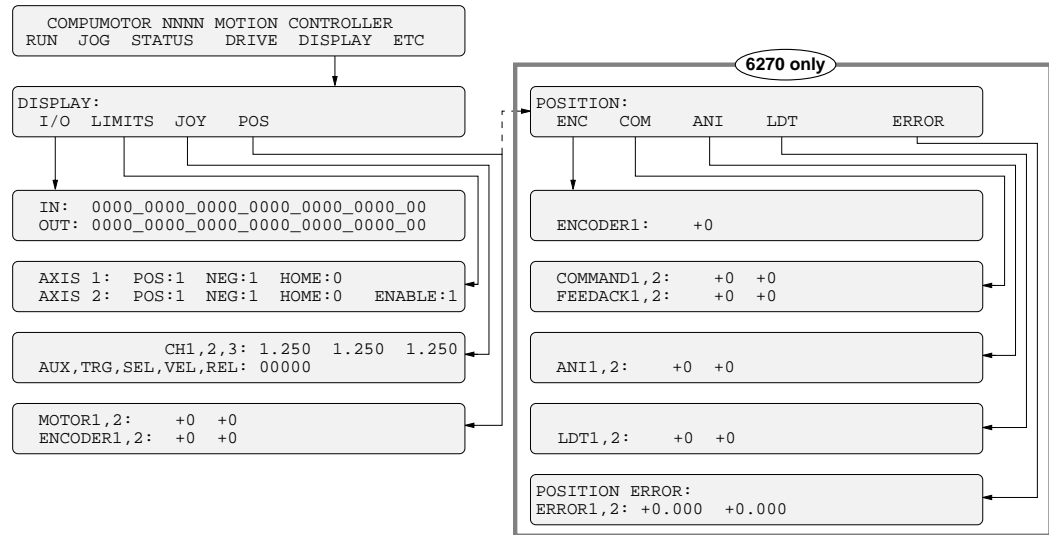 COMPUMOTOR NNNN MOTION CONTROLLER
RUN JOG STATUS DRIVE DISPLAY ETC
DISPLAY:
I/O LIMITS JOY POS
IN: 0000_0000_0000_0000_0000_0000_00
OUT: 0000_0000_0000_0000_0000_0000_00
AXIS 1: POS:1 NEG:1 HOME:0
AXIS 2: POS:1 NEG:1 HOME:0 ENABLE:1
CH1,2,3: 1.250 1.250 1.250
AUX,TRG,SEL,VEL,REL: 00000
MOTOR1,2: +0 +0
ENCODER1,2: +0 +0
6270 only
POSITION:
ENC COM ANI LDT ERROR
ENCODER1: +0
COMMAND1,2: +0 +0
FEEDACK1,2: +0 +0
ANI1,2: +0 +0
LDT1,2: +0 +0
POSITION ERROR:
ERROR1,2: +0.000 +0.000